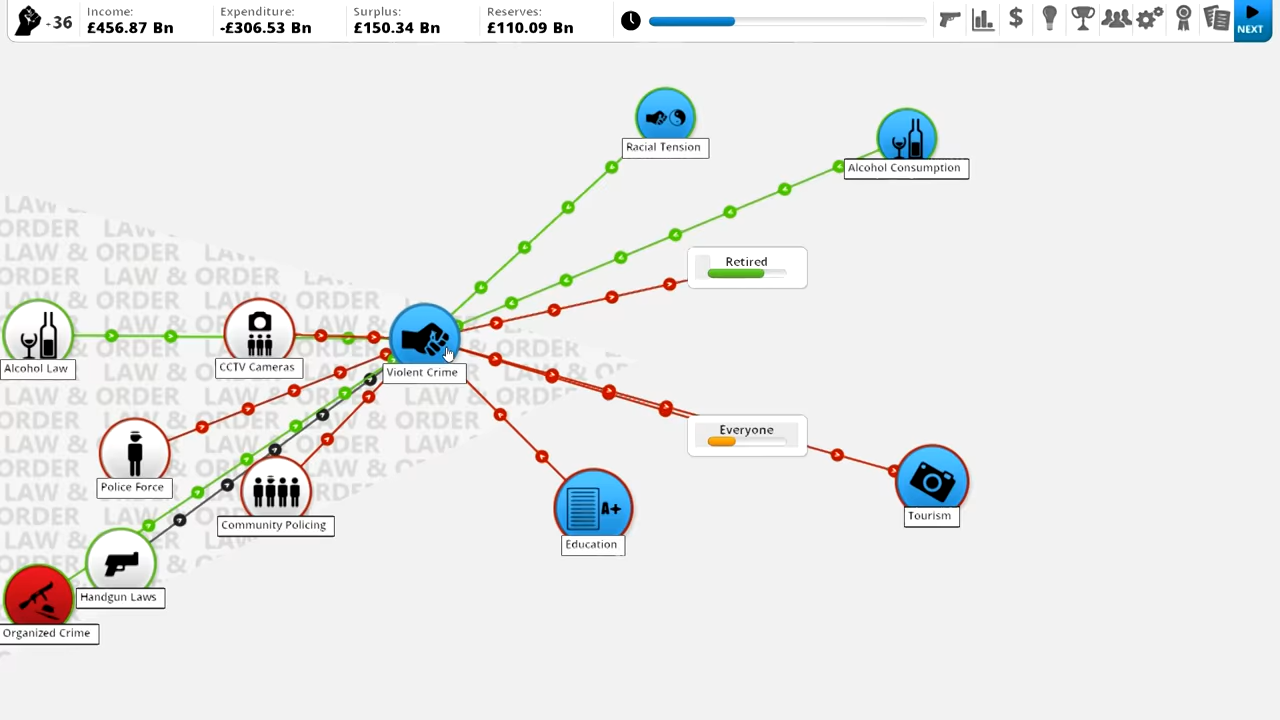 -36
Income:
£456.87 Bn
Expenditure:
-£306.53 Bn
Surplus:
£150.34 Bn
Reserves:
£110.09 Bn
NEXT
Racial Tension
Alcohol Consumption
Retired
Alcohol Law
CCTV Cameras
Violent Crime
Everyone
A+
Police Force
Community Policing
Education
Tourism
Handgun Laws
Organized Crime
LAW & ORDER LAW & ORDER